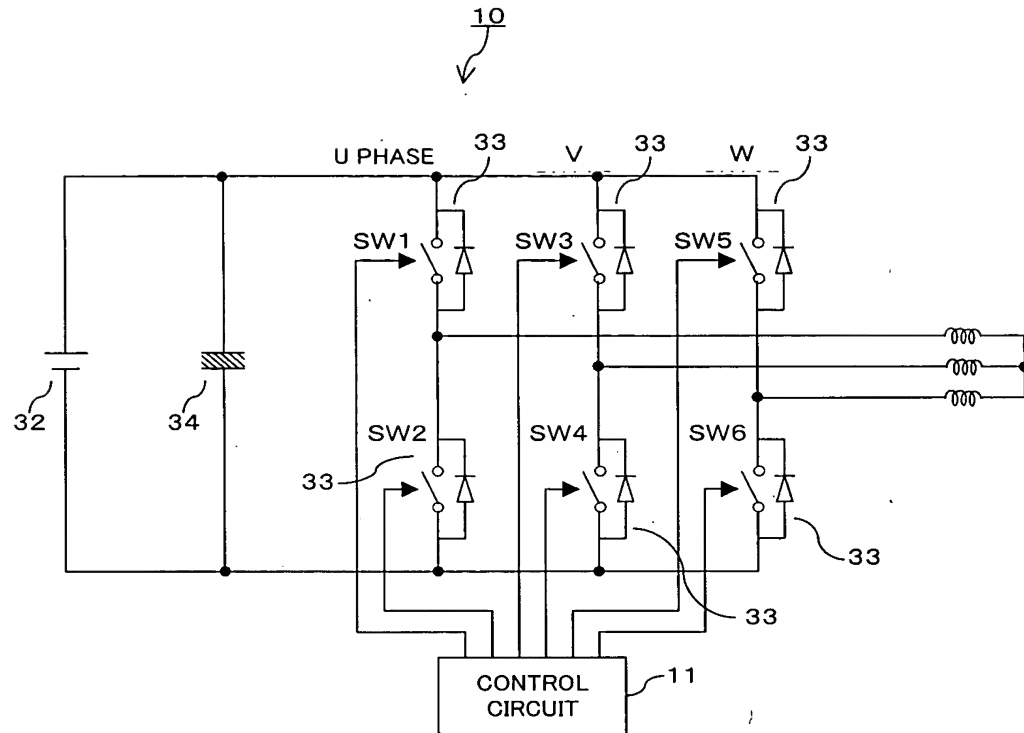 10
U PHASE 33 V 33 W 33
SW1 SW3 SW5
32 34
SW2 SW4 SW6
33
33
33
CONTROL CIRCUIT 11